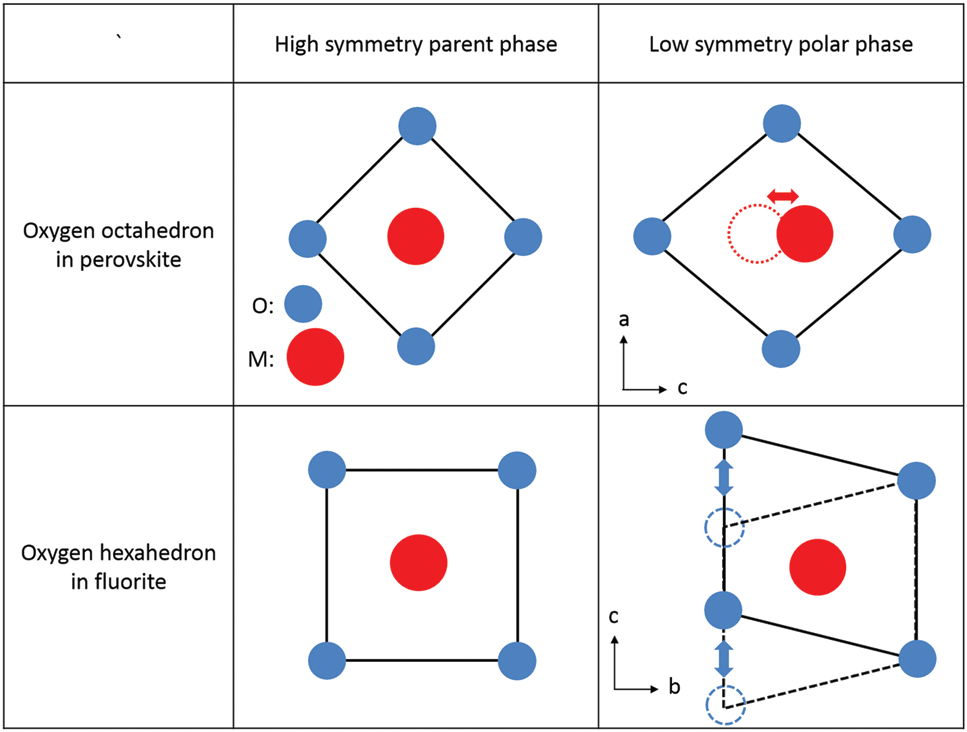 `
High symmetry parent phase
Low symmetry polar phase
Oxygen octahedron
in perovskite
O:
M:
a
c
Oxygen hexahedron
in fluorite
c
b